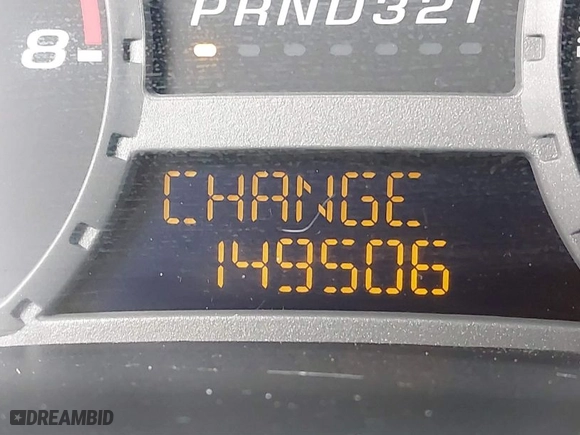 PRND321
8
CHANGE
149506
DREAMBID